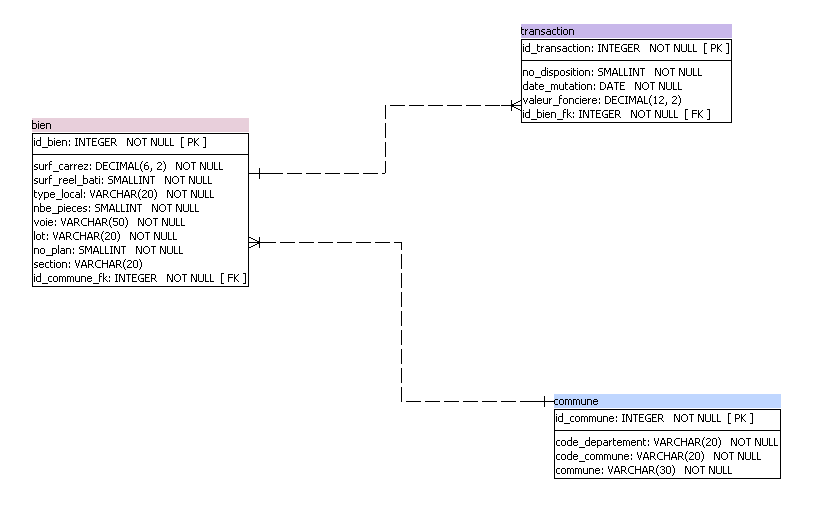 transaction
id_transaction: INTEGER NOT NULL [ PK ]
no_disposition: SMALLINT NOT NULL
date_mutation: DATE NOT NULL
valeur_fonciere: DECIMAL(12, 2)
id_bien_fk: INTEGER NOT NULL [ FK ]
bien
id_bien: INTEGER NOT NULL [ PK ]
surf_carrez: DECIMAL(6, 2) NOT NULL
surf_reel_bati: SMALLINT NOT NULL
type_local: VARCHAR(20) NOT NULL
nbe_pieces: SMALLINT NOT NULL
voie: VARCHAR(50) NOT NULL
lot: VARCHAR(20) NOT NULL
no_plan: SMALLINT NOT NULL
section: VARCHAR(20)
id_commune_fk: INTEGER NOT NULL [ FK ]
commune
id_commune: INTEGER NOT NULL [ PK ]
code_departement: VARCHAR(20) NOT NULL
code_commune: VARCHAR(20) NOT NULL
commune: VARCHAR(30) NOT NULL